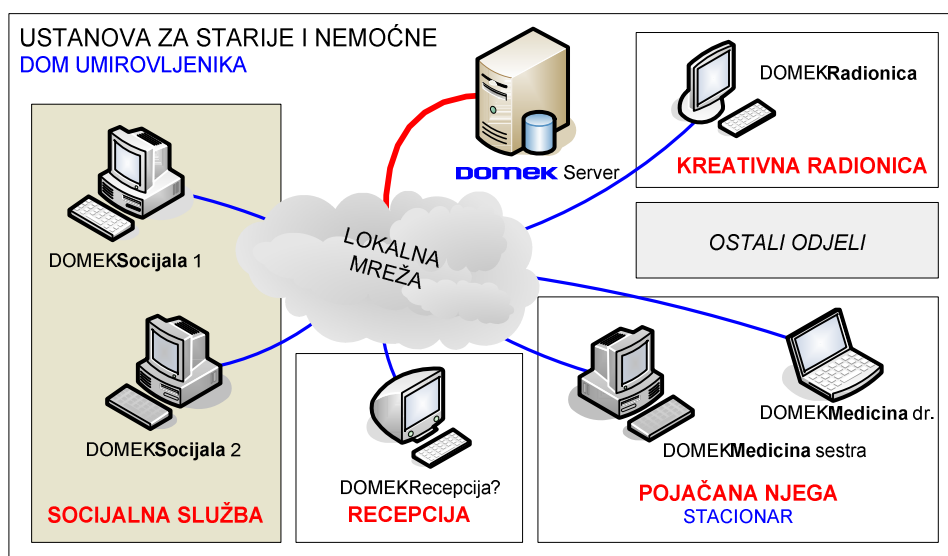 USTANOVA ZA STARIJE I NEMOĆNE
DOM UMIROVLJENIKA
DOMEK Server
DOMEKRadionica
KREATIVNA RADIONICA
OSTALI ODJELI
LOKALNA
MREŽA
DOMEKSocijala 1
DOMEKSocijala 2
SOCIJALNA SLUŽBA
DOMEKRecepcija?
RECEPCIJA
DOMEKMedicina dr.
DOMEKMedicina sestra
POJAČANA NJEGA
STACIONAR